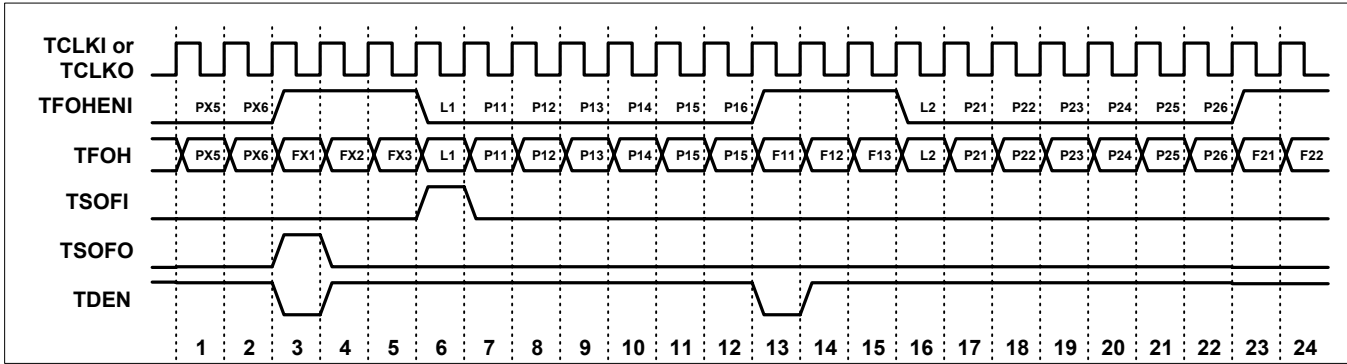 TCLKI or
TCLKO
TFOHENI PX5 PX6 L1 P11 P12 P13 P14 P15 P16 L2 P21 P22 P23 P24 P25 P26
TFOH PX5 PX6 FX1 FX2 FX3 L1 P11 P12 P13 P14 P15 P15 F11 F12 F13 L2 P21 P22 P23 P24 P25 P26 F21 F22
TSOFI
TSOFO
TDEN
1 2 3 4 5 6 7 8 9 10 11 12 13 14 15 16 17 18 19 20 21 22 23 24